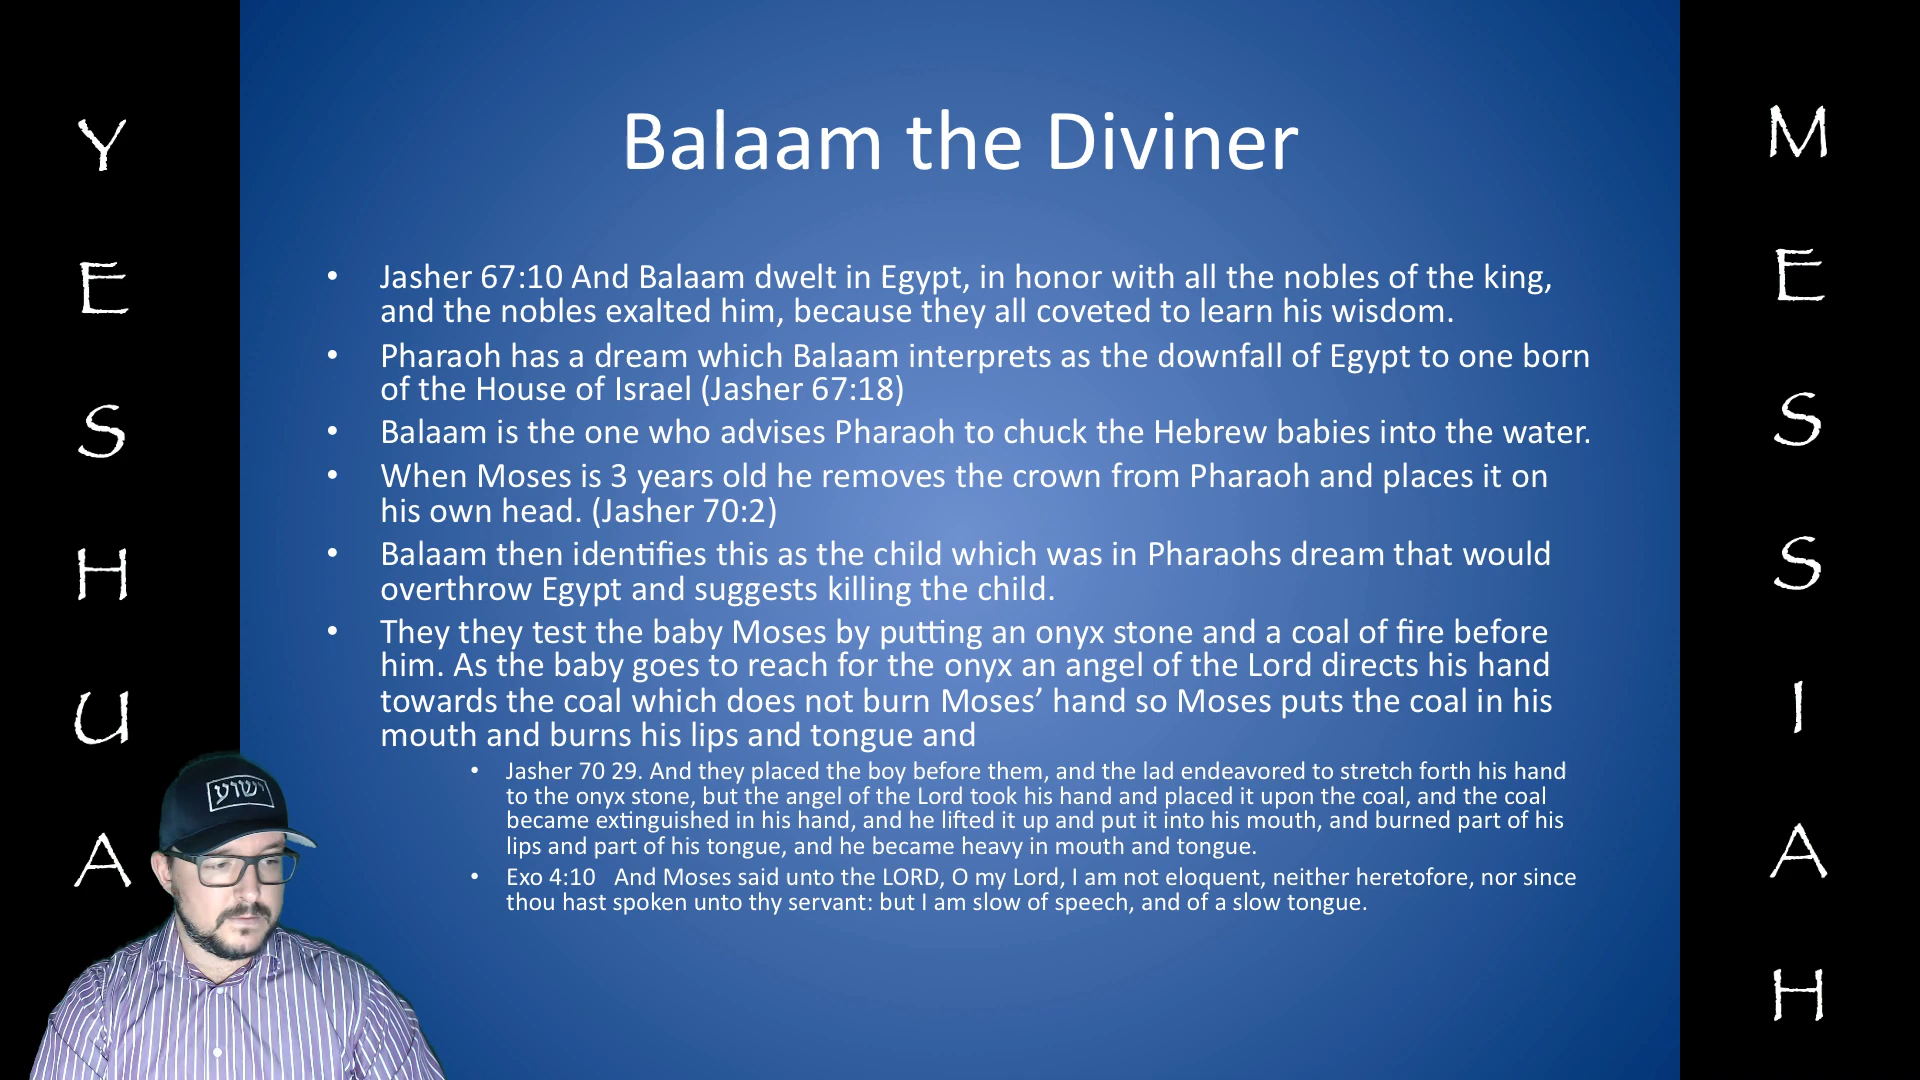 YESHUA
MESSIAH
Balaam the Diviner
• Jasher 67:10 And Balaam dwelt in Egypt, in honor with all the nobles of the king,
and the nobles exalted him, because they all coveted to learn his wisdom.
• Pharaoh has a dream which Balaam interprets as the downfall of Egypt to one born
of the House of Israel (Jasher 67:18)
• Balaam is the one who advises Pharaoh to chuck the Hebrew babies into the water.
• When Moses is 3 years old he removes the crown from Pharaoh and places it on
his own head. (Jasher 70:2)
• Balaam then identifies this as the child which was in Pharaohs dream that would
overthrow Egypt and suggests killing the child.
• They they test the baby Moses by putting an onyx stone and a coal of fire before
him. As the baby goes to reach for the onyx an angel of the Lord directs his hand
towards the coal which does not burn Moses’ hand so Moses puts the coal in his
mouth and burns his lips and tongue and
• Jasher 70 29. And they placed the boy before them, and the lad endeavored to stretch forth his hand
to the onyx stone, but the angel of the Lord took his hand and placed it upon the coal, and the coal
became extinguished in his hand, and he lifted it up and put it into his mouth, and burned part of his
lips and part of his tongue, and he became heavy in mouth and tongue.
• Exo 4:10 And Moses said unto the LORD, O my Lord, I am not eloquent, neither heretofore, nor since
thou hast spoken unto thy servant: but I am slow of speech, and of a slow tongue.
ישוע